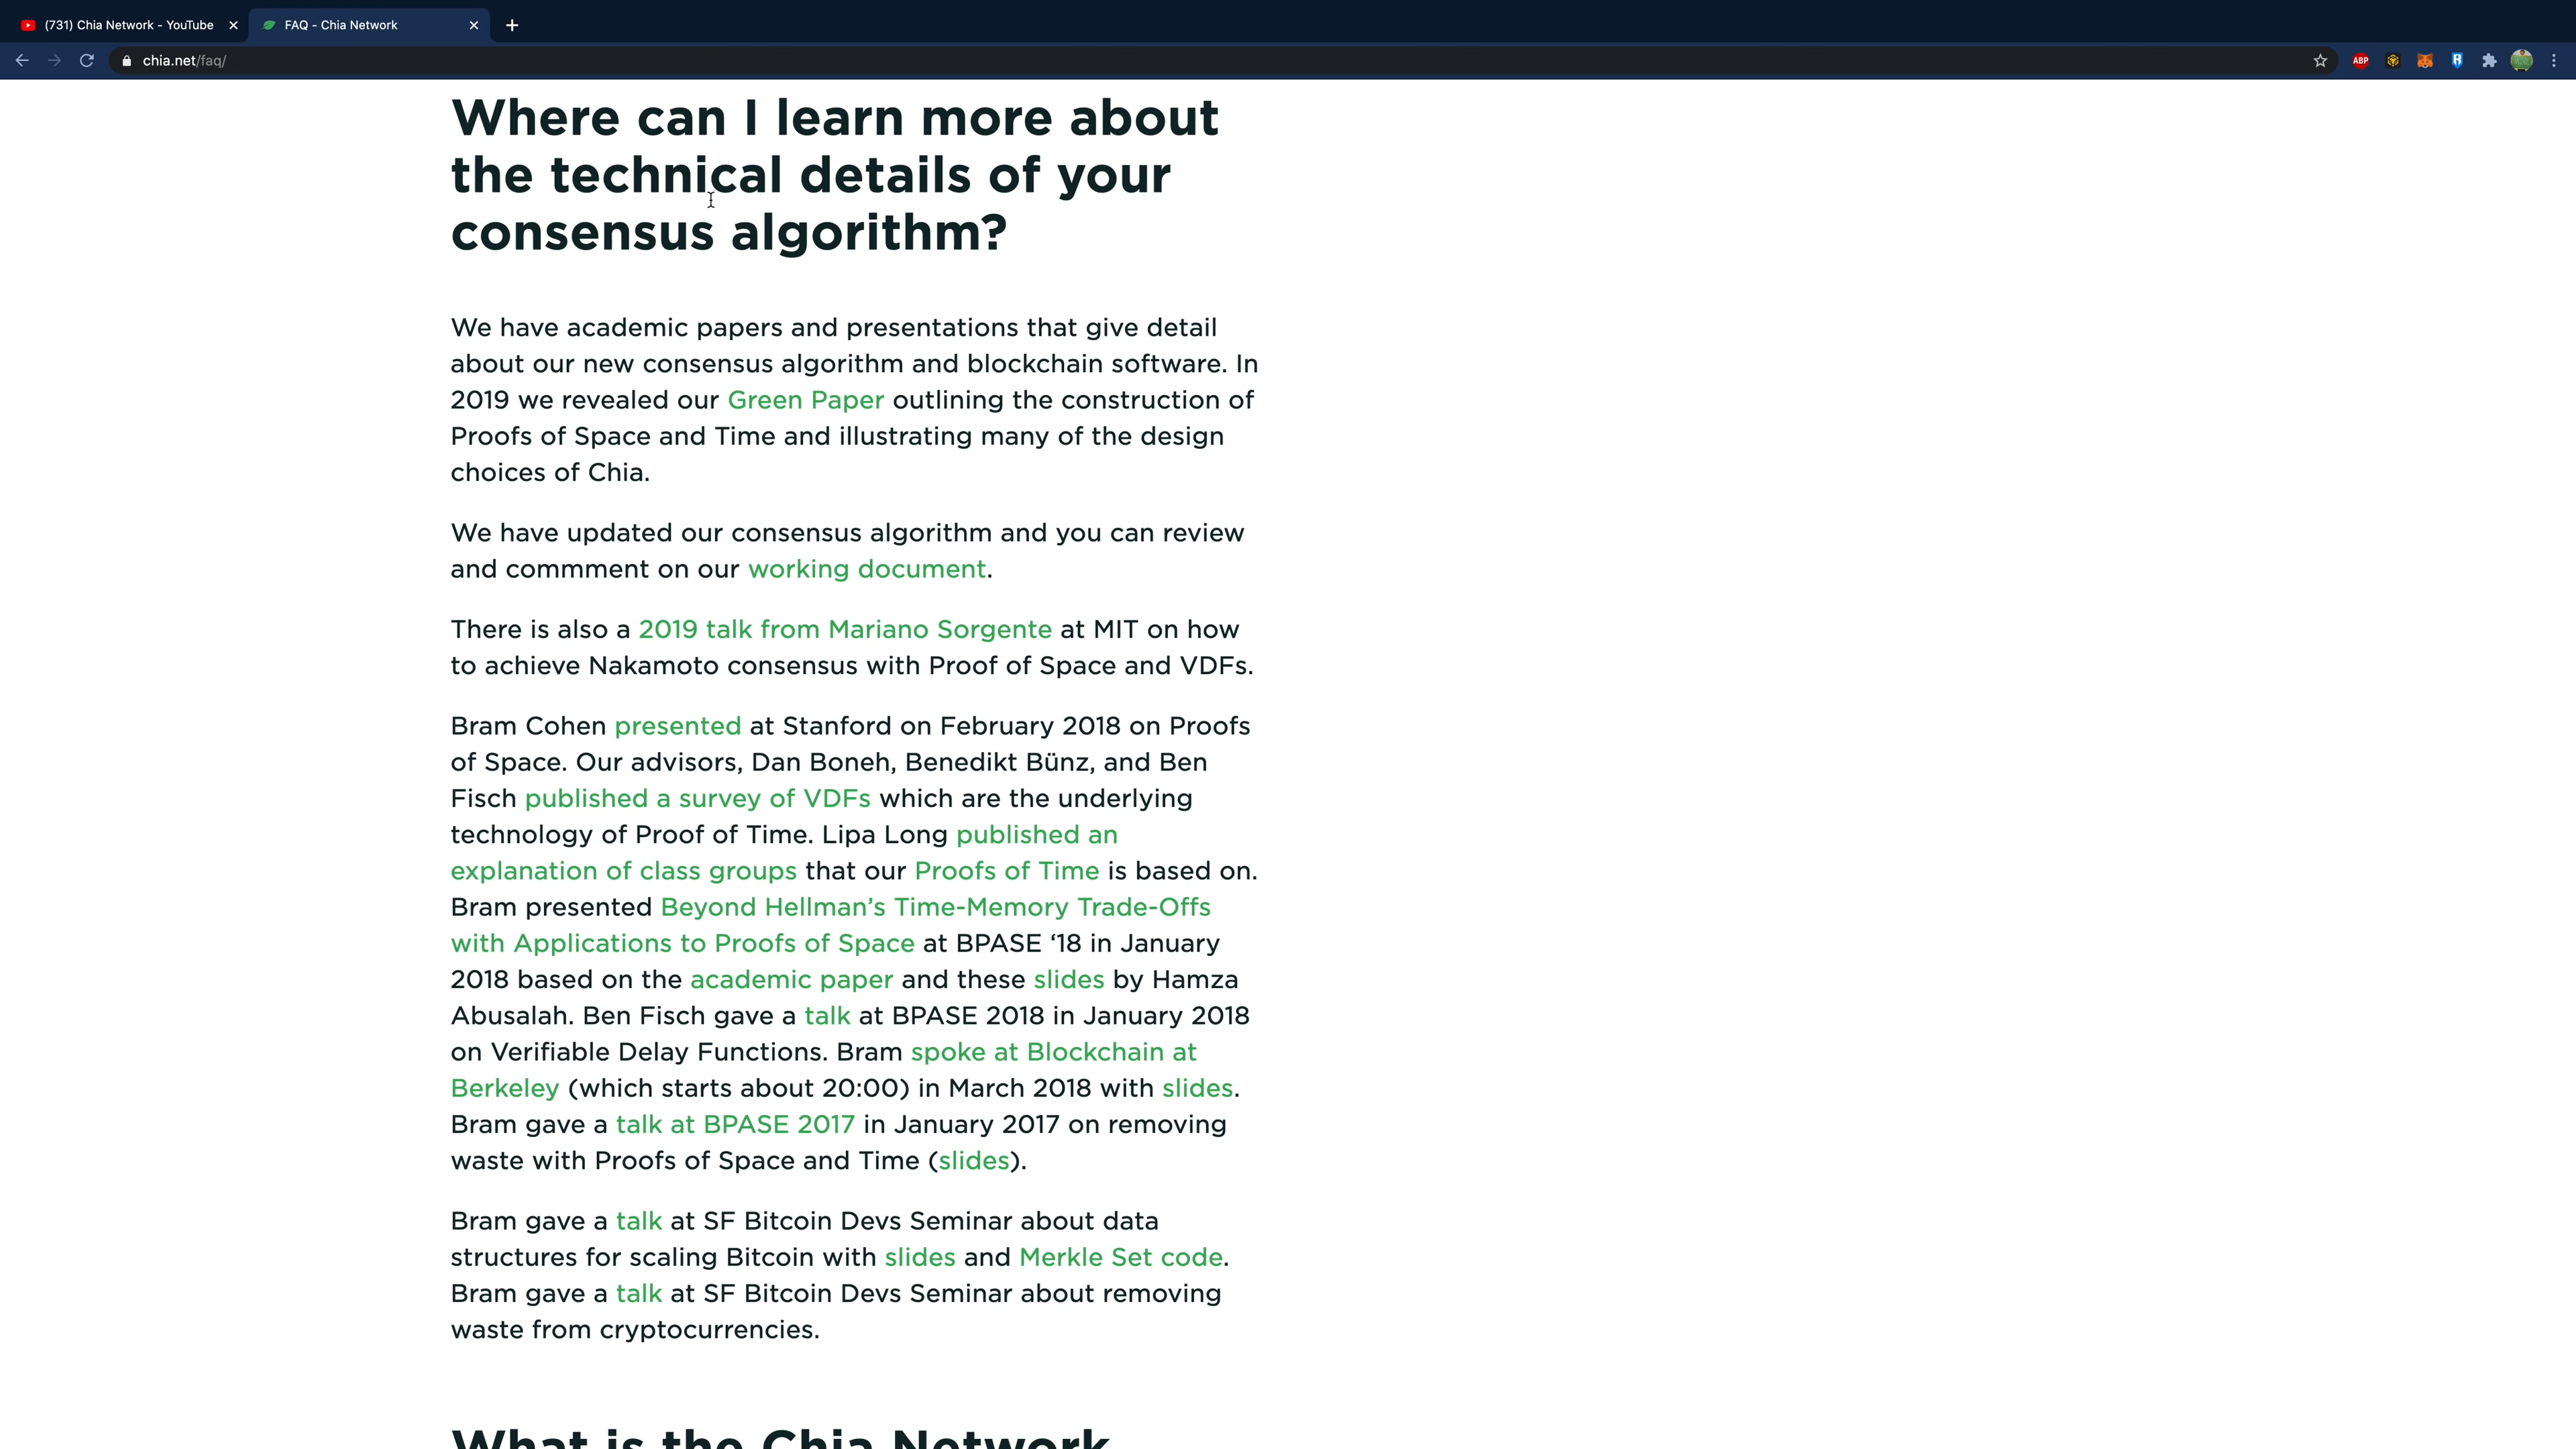 (731) Chia Network - YouTube
FAQ - Chia Network
chia.net/faq/
ABP
Where can I learn more about
the technical details of your
consensus algorithm?
We have academic papers and presentations that give detail
about our new consensus algorithm and blockchain software. In
2019 we revealed our Green Paper outlining the construction of
Proofs of Space and Time and illustrating many of the design
choices of Chia.
We have updated our consensus algorithm and you can review
and commment on our working document.
There is also a 2019 talk from Mariano Sorgente at MIT on how
to achieve Nakamoto consensus with Proof of Space and VDFs.
Bram Cohen presented at Stanford on February 2018 on Proofs
of Space. Our advisors, Dan Boneh, Benedikt Bünz, and Ben
Fisch published a survey of VDFs which are the underlying
technology of Proof of Time. Lipa Long published an
explanation of class groups that our Proofs of Time is based on.
Bram presented Beyond Hellman’s Time-Memory Trade-Offs
with Applications to Proofs of Space at BPASE ‘18 in January
2018 based on the academic paper and these slides by Hamza
Abusalah. Ben Fisch gave a talk at BPASE 2018 in January 2018
on Verifiable Delay Functions. Bram spoke at Blockchain at
Berkeley (which starts about 20:00) in March 2018 with slides.
Bram gave a talk at BPASE 2017 in January 2017 on removing
waste with Proofs of Space and Time (slides).
Bram gave a talk at SF Bitcoin Devs Seminar about data
structures for scaling Bitcoin with slides and Merkle Set code.
Bram gave a talk at SF Bitcoin Devs Seminar about removing
waste from cryptocurrencies.
What is the Chia Network